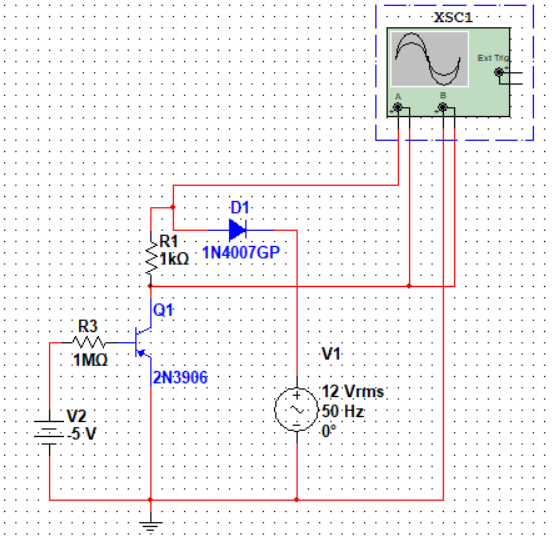 XSC1
Ext Trig
+
A
B
+
+
D1
1N4007GP
R1
1kΩ
Q1
2N3906
R3
1MΩ
V2
-5 V
V1
12 Vrms
50 Hz
0°